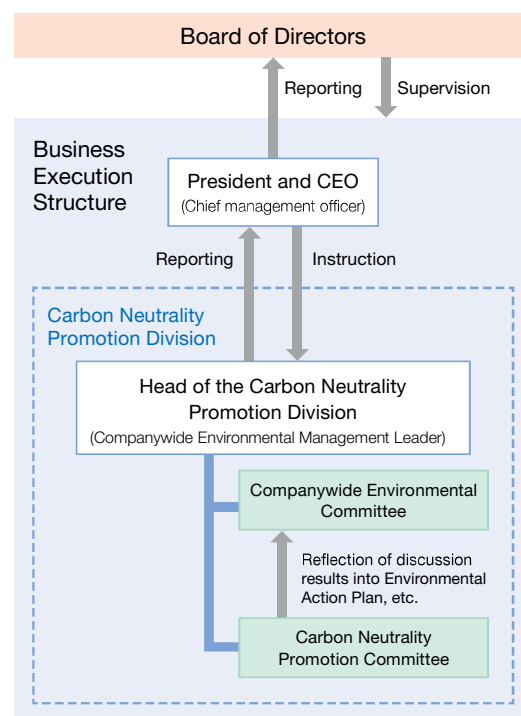 Board of Directors
Reporting
Supervision
Business
Execution
Structure
President and CEO
(Chief management officer)
Reporting
Instruction
Carbon Neutrality
Promotion Division
Head of the Carbon Neutrality
Promotion Division
(Companywide Environmental Management Leader)
Companywide Environmental
Committee
Reflection of discussion
results into Environmental
Action Plan, etc.
Carbon Neutrality
Promotion Committee